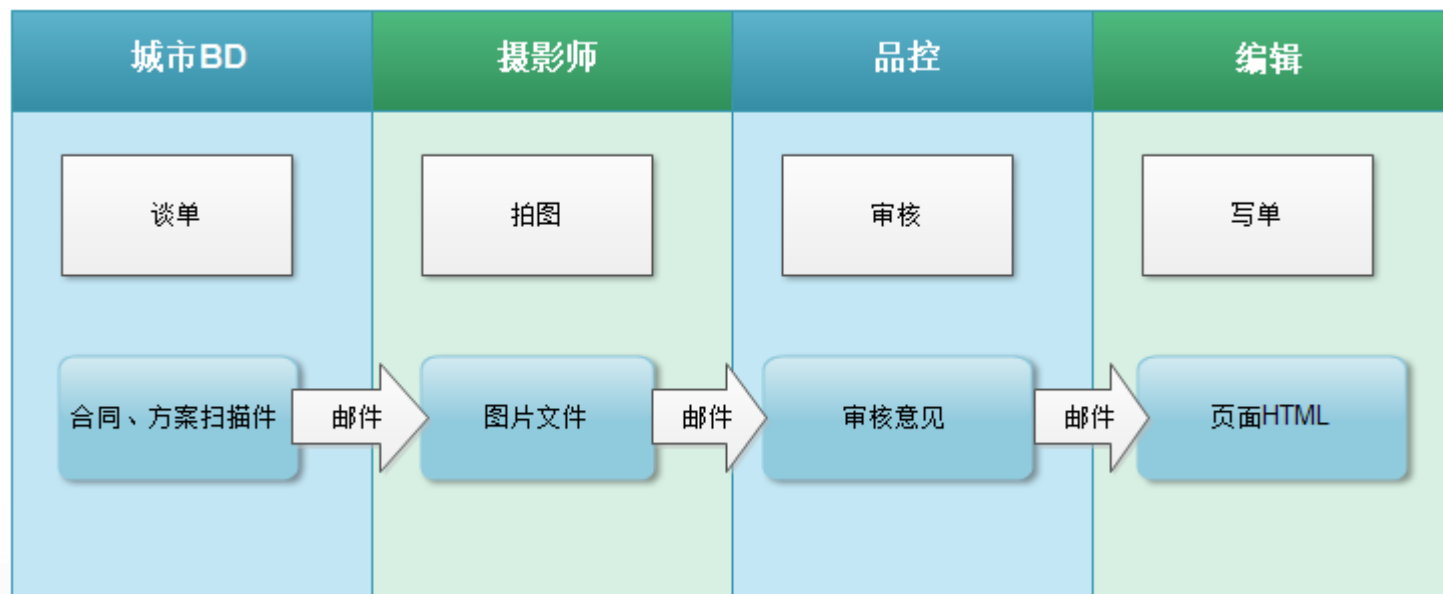 城市BD
摄影师
品控
编辑
谈单
拍图
审核
写单
合同、方案扫描件
邮件
图片文件
邮件
审核意见
邮件
页面HTML